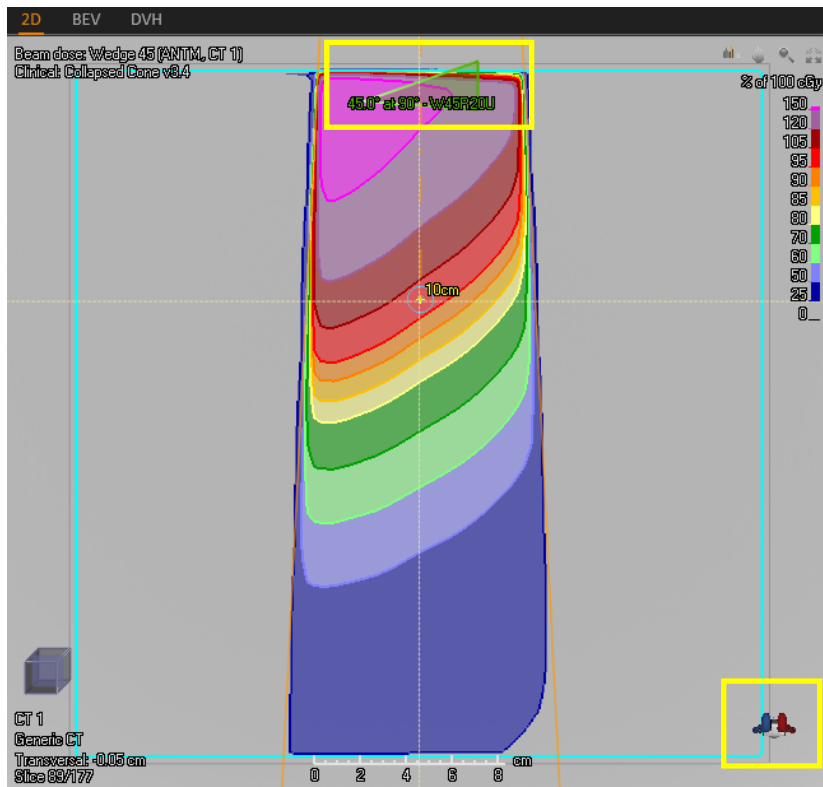 2D BEV DVH
Beam dose: Wedge 45 (ANTM, CT 1)
Clinical: Collapsed Cone v3.4
45.0° at 90° - W45R20U
% of 100 cGy
150
120
105
95
90
85
80
70
60
50
25
0
10cm
CT 1
Generic CT
Transversal: -0.05 cm
Slice 89/177
0 2 4 6 8 cm